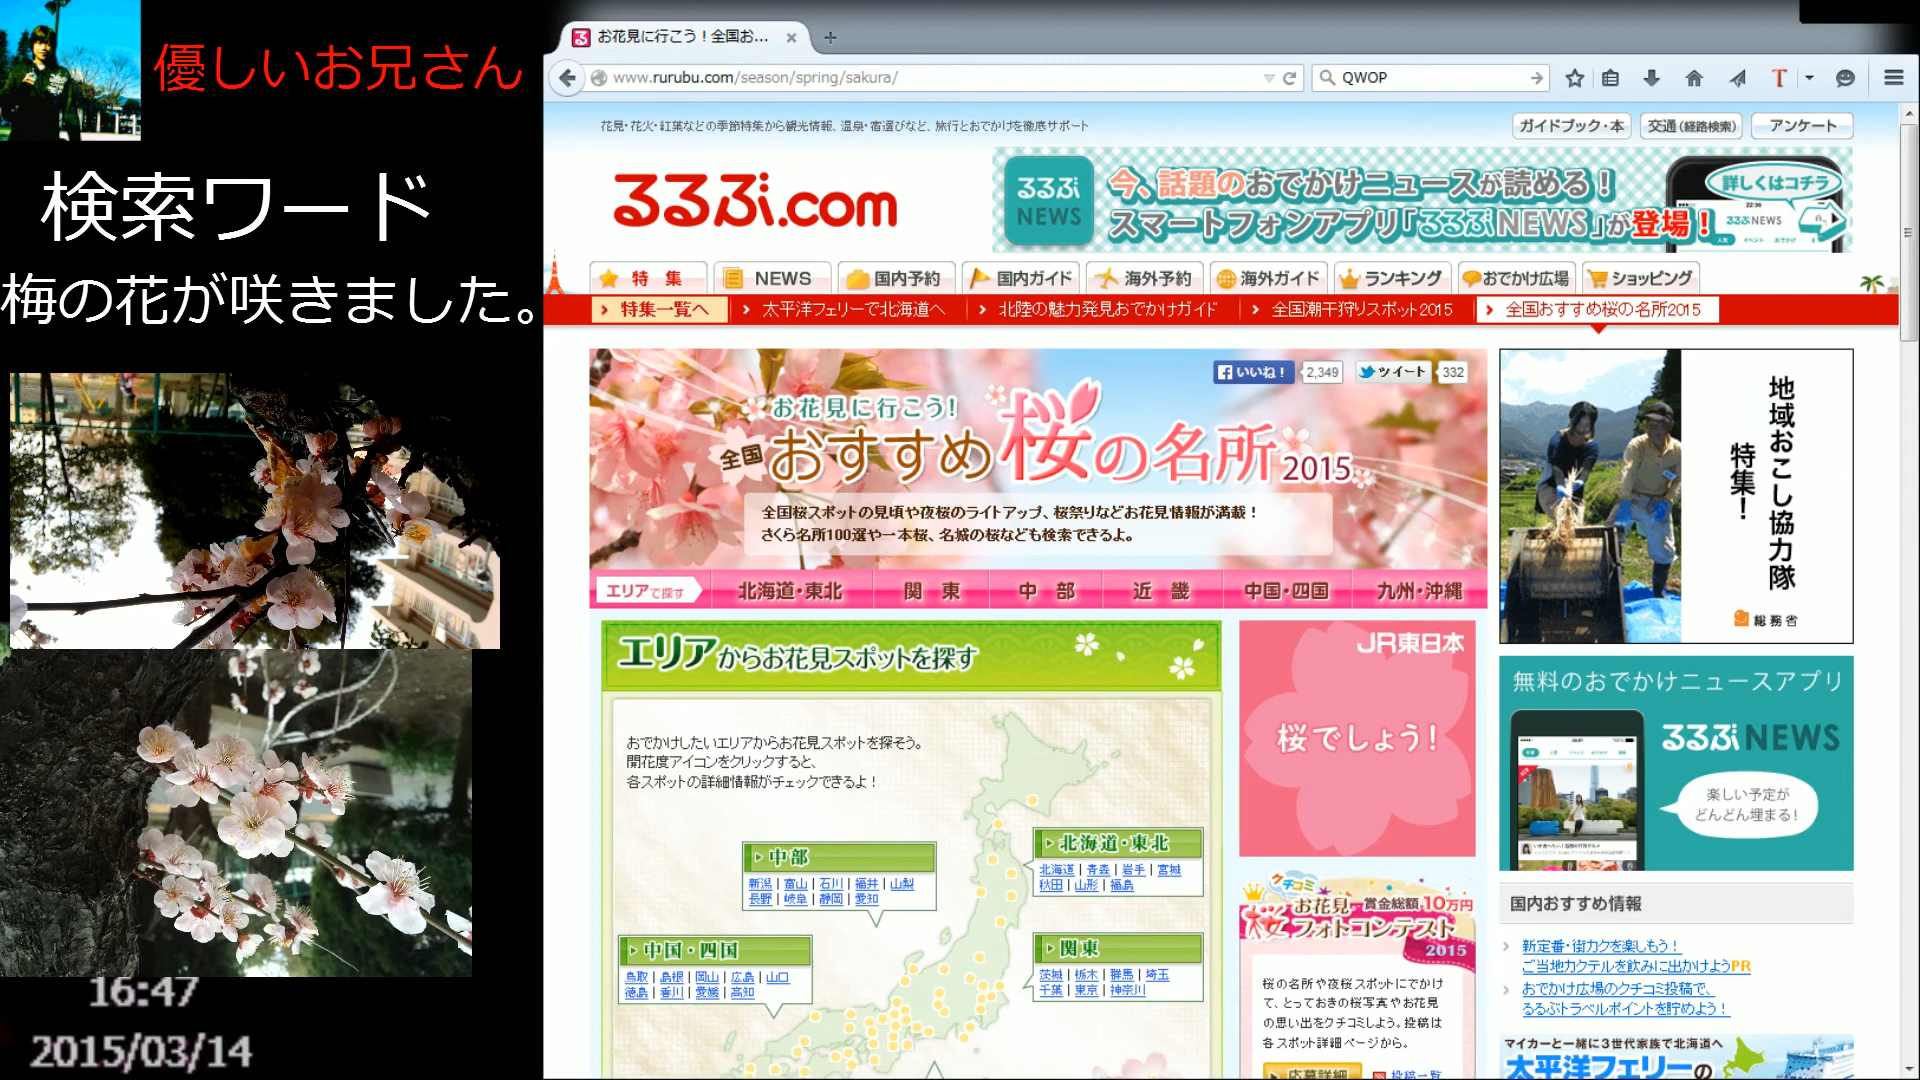 優しいお兄さん
検索ワード
梅の花が咲きました。
16:47
2015/03/14
お花見に行こう！全国お...
www.rurubu.com/season/spring/sakura/
QWOP
花見・花火・紅葉などの季節特集から観光情報、温泉・宿選びなど、旅行とおでかけを徹底サポート
ガイドブック・本
交通(経路検索)
アンケート
るるぶ.com
るるぶ
NEWS
今、話題のおでかけニュースが読める！
スマートフォンアプリ「るるぶNEWS」が登場！
詳しくはコチラ
22:36
るるぶNEWS
特 集
NEWS
国内予約
国内ガイド
海外予約
海外ガイド
ランキング
おでかけ広場
ショッピング
特集一覧へ
太平洋フェリーで北海道へ
北陸の魅力発見おでかけガイド
全国潮干狩りスポット2015
全国おすすめ桜の名所2015
いいね！ 2,349
ツイート 332
お花見に行こう!
全国おすすめ桜の名所2015
全国桜スポットの見頃や夜桜のライトアップ、桜祭りなどお花見情報が満載！
さくら名所100選や一本桜、名城の桜なども検索できるよ。
エリアで探す
北海道・東北
関 東
中 部
近 畿
中国・四国
九州・沖縄
エリアからお花見スポットを探す
おでかけしたいエリアからお花見スポットを探そう。
開花度アイコンをクリックすると、
各スポットの詳細情報がチェックできるよ！
中部
新潟 | 富山 | 石川 | 福井 | 山梨
長野 | 岐阜 | 静岡 | 愛知
北海道・東北
北海道 | 青森 | 岩手 | 宮城
秋田 | 山形 | 福島
中国・四国
鳥取 | 島根 | 岡山 | 広島 | 山口
徳島 | 香川 | 愛媛 | 高知
関東
茨城 | 栃木 | 群馬 | 埼玉
千葉 | 東京 | 神奈川
JR東日本
桜でしょう!
クチコミ
桜お花見 賞金総額10万円
フォトコンテスト
2015
桜の名所や夜桜スポットにでかけ
て、とっておきの桜写真やお花見
の思い出をクチコミしよう。投稿は
各スポット詳細ページから。
応募詳細
投稿一覧
地域おこし協力隊
特集！
総務省
無料のおでかけニュースアプリ
るるぶNEWS
楽しい予定が
どんどん埋まる!
国内おすすめ情報
新定番・街カクを楽しもう！
ご当地カクテルを飲みに出かけようPR
おでかけ広場のクチコミ投稿で、
るるぶトラベルポイントを貯めよう！
マイカーと一緒に3世代家族で北海道へ
太平洋フェリーの